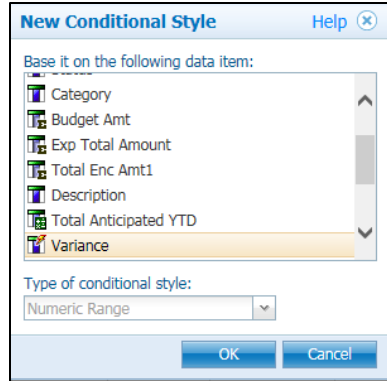 New Conditional Style Help
Base it on the following data item:
Status
Category
Budget Amt
Exp Total Amount
Total Enc Amt1
Description
Total Anticipated YTD
Variance
Type of conditional style:
Numeric Range
OK Cancel